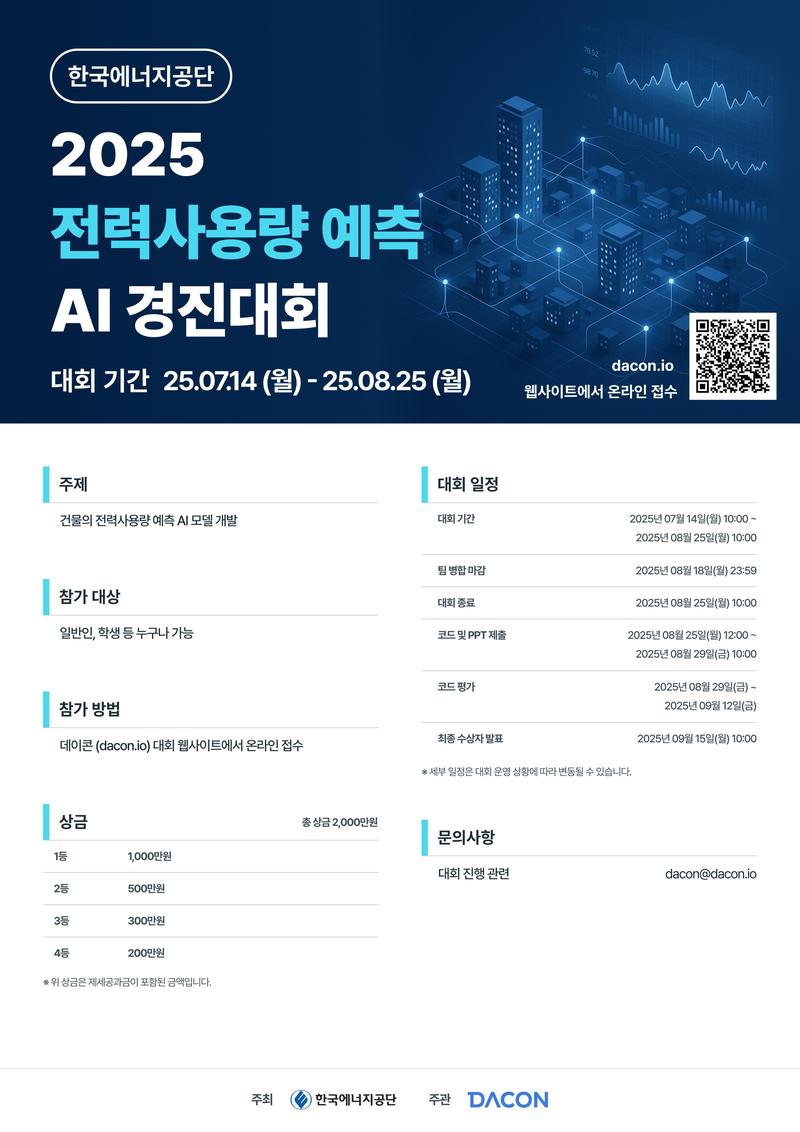 한국에너지공단
2025
전력사용량 예측
AI 경진대회
대회 기간 25.07.14 (월) - 25.08.25 (월)
79.52
98.70
dacon.io
웹사이트에서 온라인 접수
주제
건물의 전력사용량 예측 AI 모델 개발
참가 대상
일반인, 학생 등 누구나 가능
참가 방법
데이콘 (dacon.io) 대회 웹사이트에서 온라인 접수
상금 총 상금 2,000만원
1등 1,000만원
2등 500만원
3등 300만원
4등 200만원
※ 위 상금은 제세공과금이 포함된 금액입니다.
대회 일정
대회 기간 2025년 07월 14일(월) 10:00 ~
2025년 08월 25일(월) 10:00
팀 병합 마감 2025년 08월 18일(월) 23:59
대회 종료 2025년 08월 25일(월) 10:00
코드 및 PPT 제출 2025년 08월 25일(월) 12:00 ~
2025년 08월 29일(금) 10:00
코드 평가 2025년 08월 29일(금) ~
2025년 09월 12일(금)
최종 수상자 발표 2025년 09월 15일(월) 10:00
※ 세부 일정은 대회 운영 상황에 따라 변동될 수 있습니다.
문의사항
대회 진행 관련 dacon@dacon.io
주최 한국에너지공단 주관 DACON